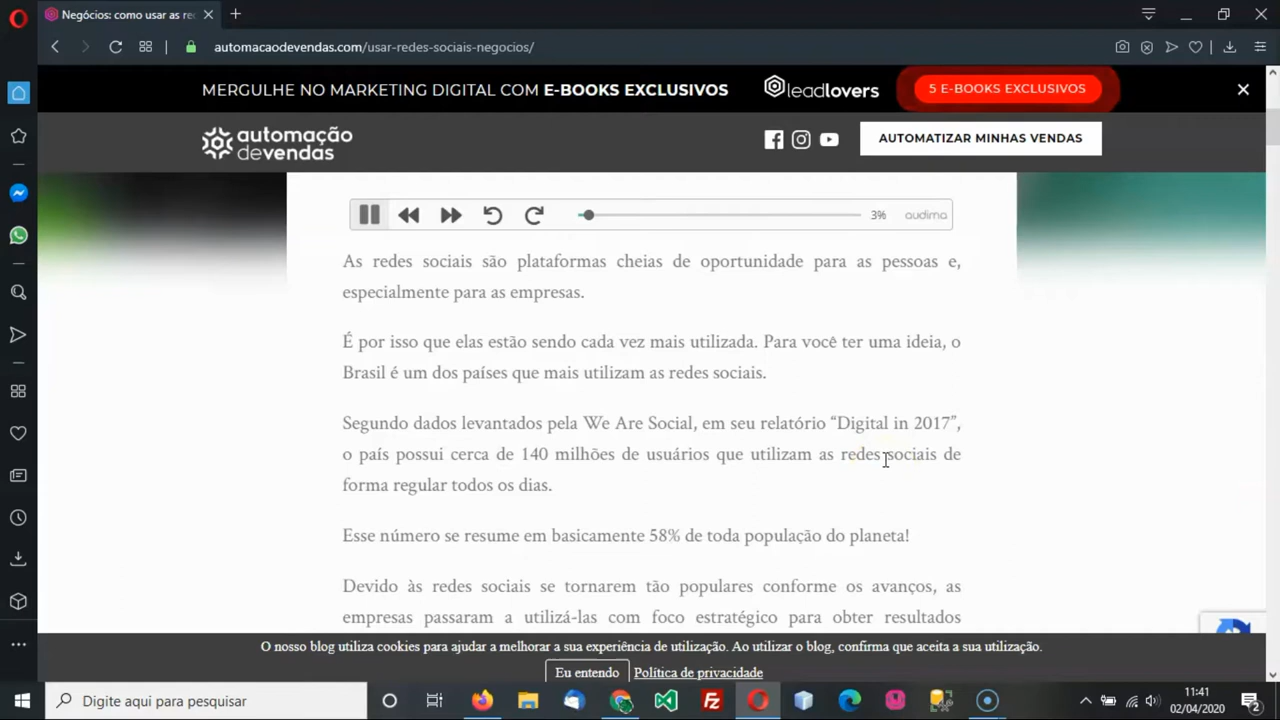 Negócios: como usar as re
automacaodevendas.com/usar-redes-sociais-negocios/
MERGULHE NO MARKETING DIGITAL COM E-BOOKS EXCLUSIVOS
leadlovers
5 E-BOOKS EXCLUSIVOS
automação
devendas
AUTOMATIZAR MINHAS VENDAS
3%
audima
As redes sociais são plataformas cheias de oportunidade para as pessoas e,
especialmente para as empresas.
É por isso que elas estão sendo cada vez mais utilizada. Para você ter uma ideia, o
Brasil é um dos países que mais utilizam as redes sociais.
Segundo dados levantados pela We Are Social, em seu relatório “Digital in 2017”,
o país possui cerca de 140 milhões de usuários que utilizam as redes sociais de
forma regular todos os dias.
Esse número se resume em basicamente 58% de toda população do planeta!
Devido às redes sociais se tornarem tão populares conforme os avanços, as
empresas passaram a utilizá-las com foco estratégico para obter resultados
O nosso blog utiliza cookies para ajudar a melhorar a sua experiência de utilização. Ao utilizar o blog, confirma que aceita a sua utilização.
Eu entendo
Política de privacidade
Digite aqui para pesquisar
11:41
02/04/2020
2